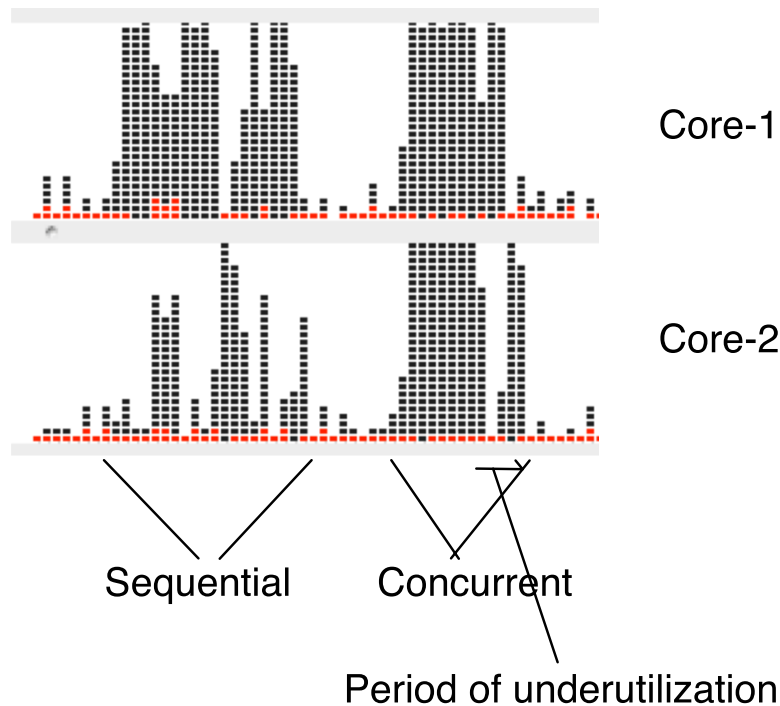 Core-1
Core-2
Sequential
Concurrent
Period of underutilization